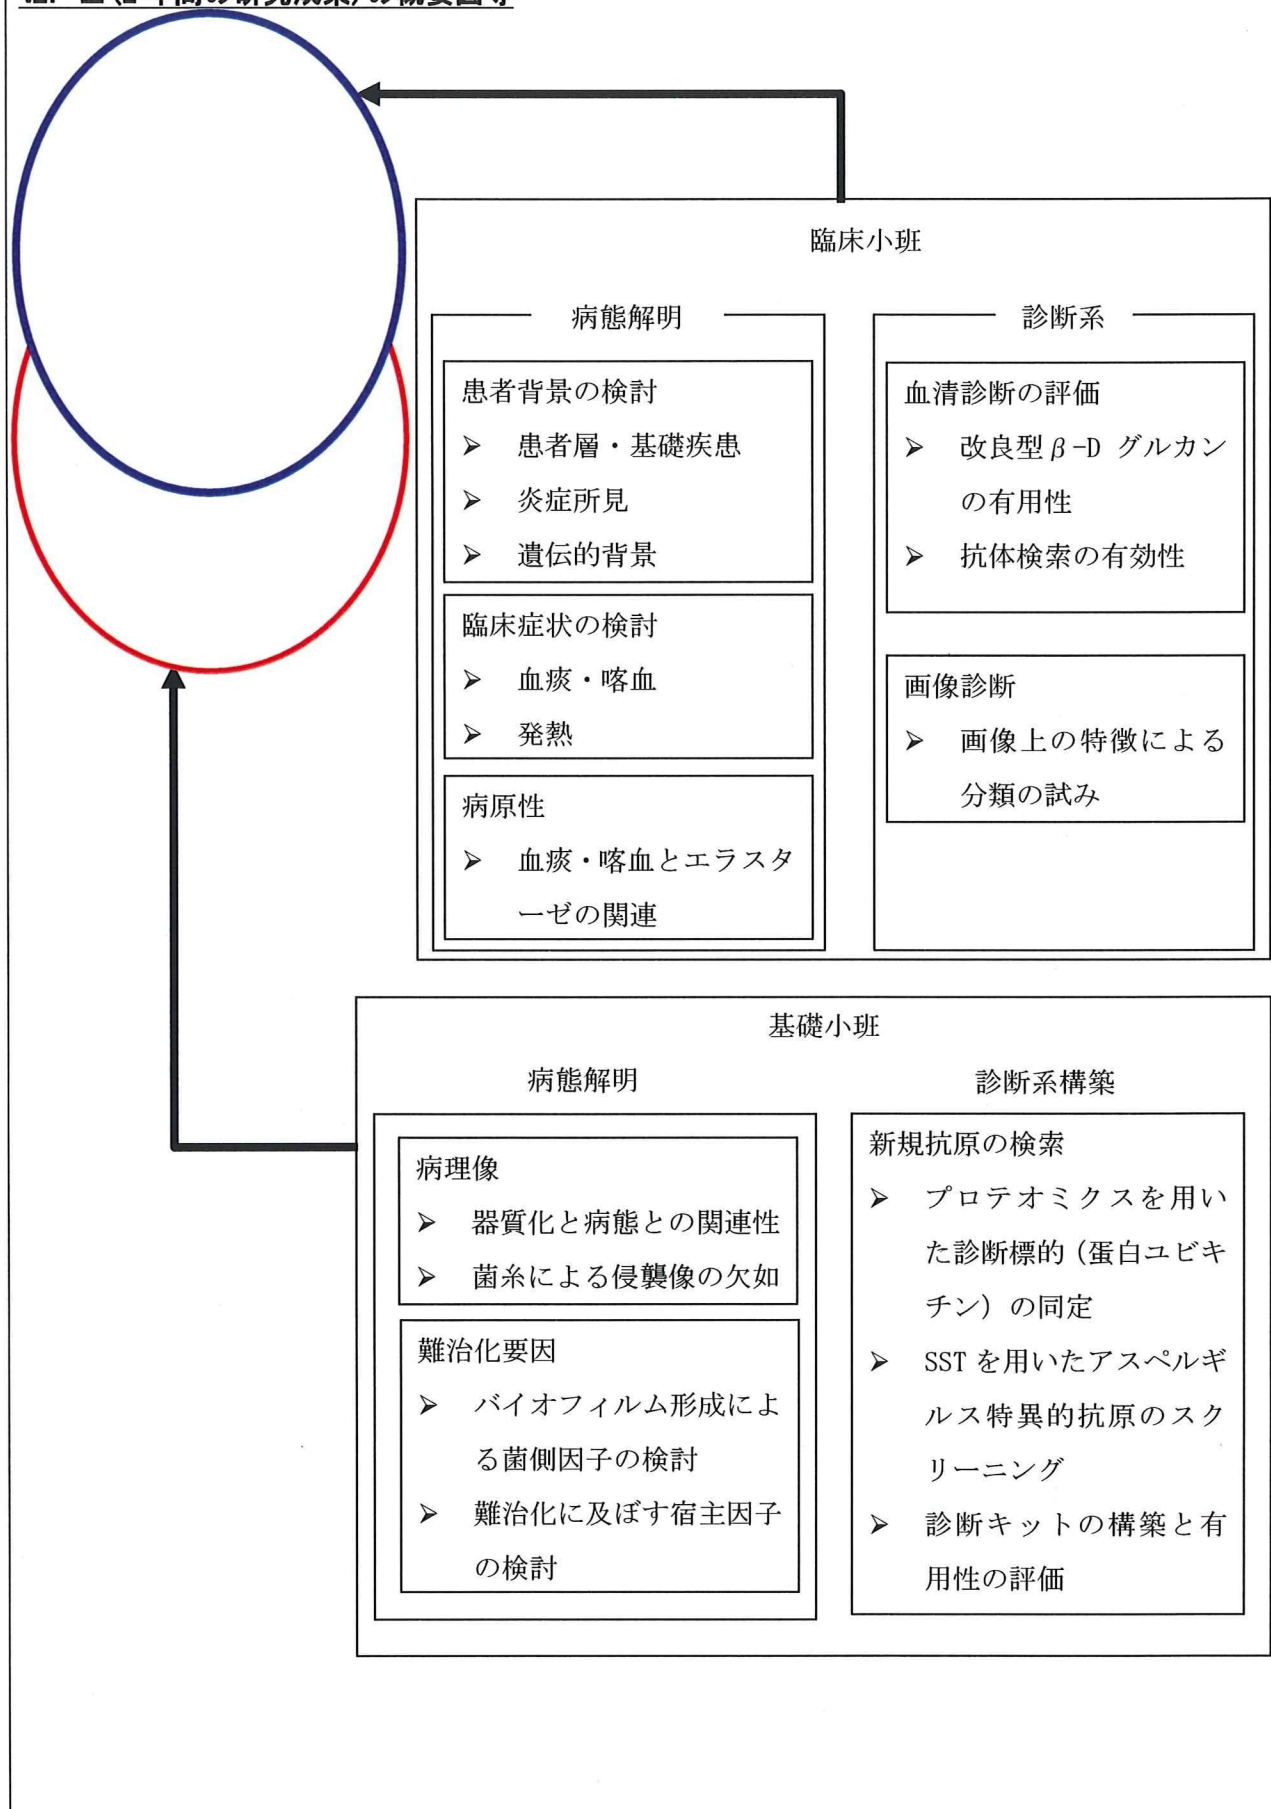 臨床小班
病態解明
患者背景の検討
➢ 患者層・基礎疾患
➢ 炎症所見
➢ 遺伝的背景
臨床症状の検討
➢ 血痰・喀血
➢ 発熱
病原性
➢ 血痰・喀血とエラスタ
ーゼの関連
診断系
血清診断の評価
➢ 改良型β-D グルカン
の有用性
➢ 抗体検索の有効性
画像診断
➢ 画像上の特徴による
分類の試み
基礎小班
病態解明
病理像
➢ 器質化と病態との関連性
➢ 菌糸による侵襲像の欠如
難治化要因
➢ バイオフィルム形成によ
る菌側因子の検討
➢ 難治化に及ぼす宿主因子
の検討
診断系構築
新規抗原の検索
➢ プロテオミクスを用い
た診断標的（蛋白ユビキ
チン）の同定
➢ SST を用いたアスペルギ
ルス特異的抗原のスク
リーニング
➢ 診断キットの構築と有
用性の評価